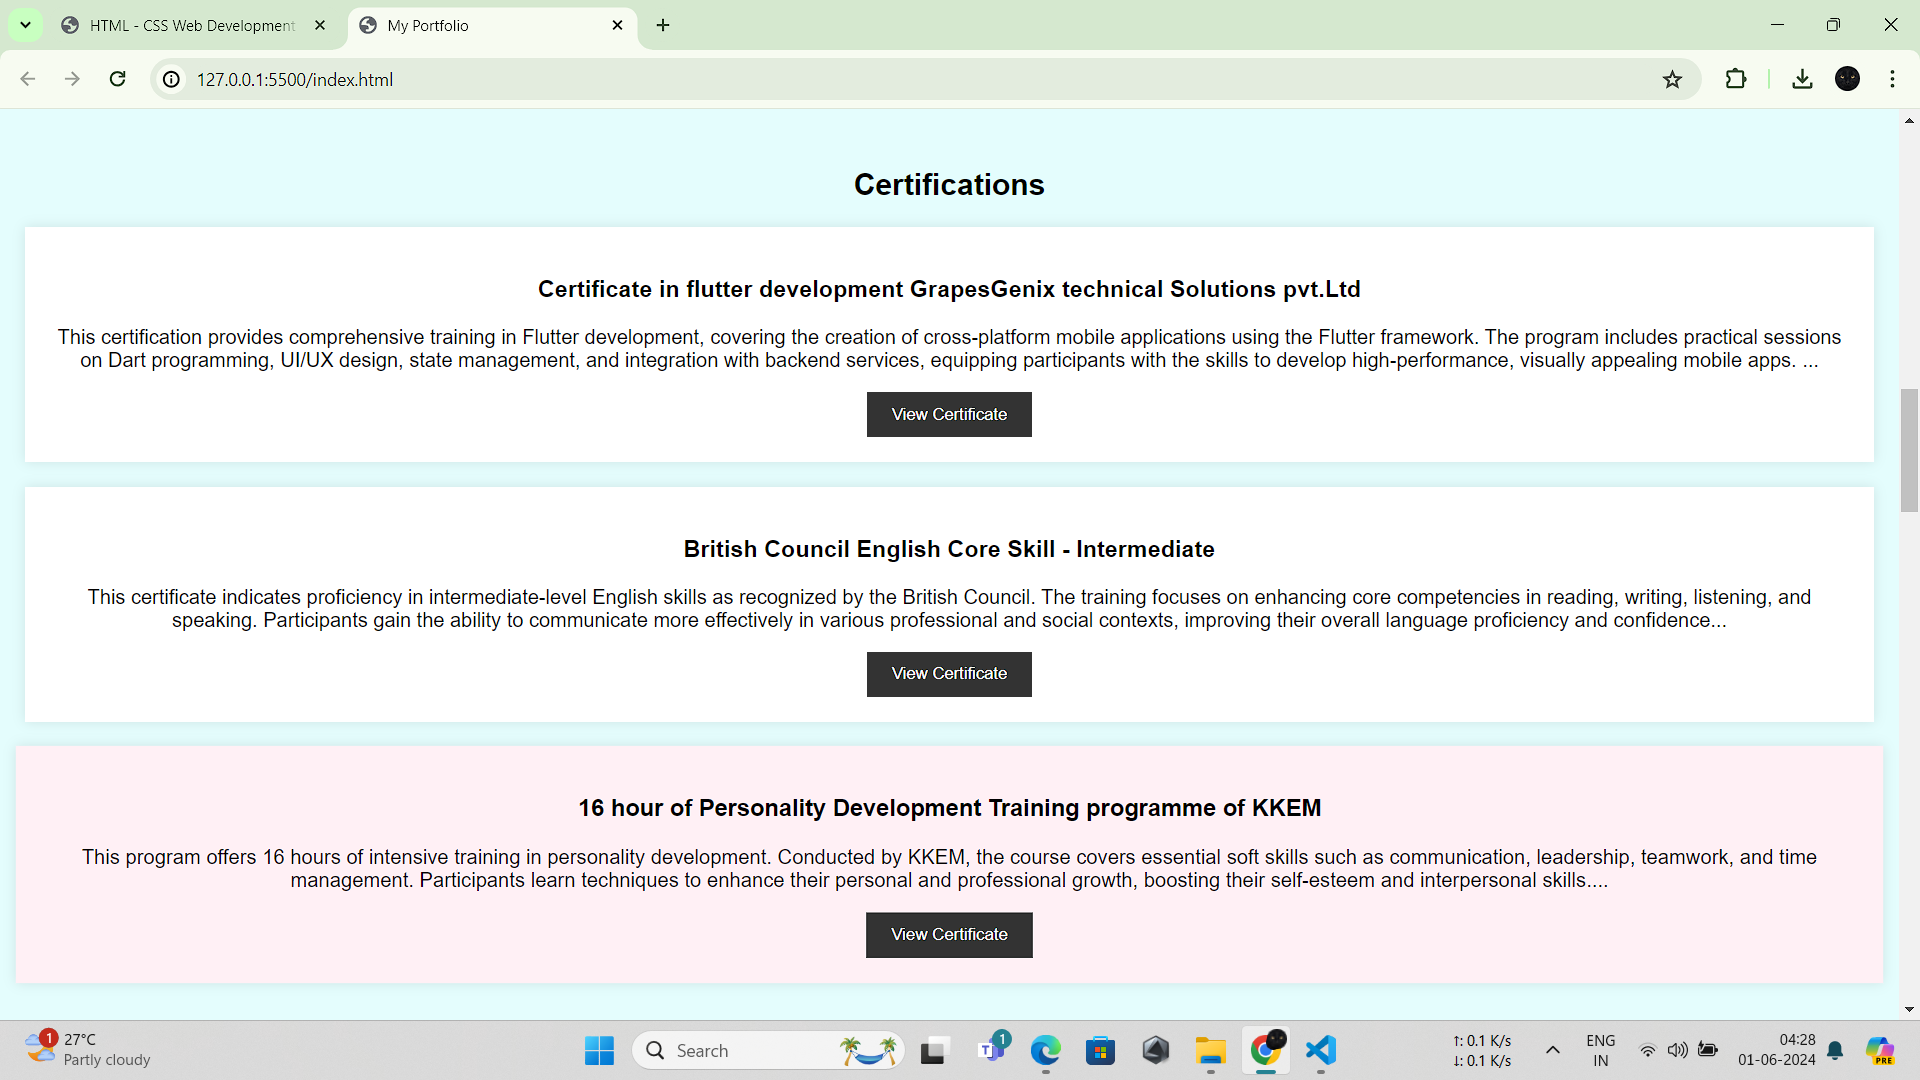 HTML - CSS Web Development
My Portfolio
127.0.0.1:5500/index.html
Certifications
Certificate in flutter development GrapesGenix technical Solutions pvt.Ltd
This certification provides comprehensive training in Flutter development, covering the creation of cross-platform mobile applications using the Flutter framework. The program includes practical sessions
on Dart programming, UI/UX design, state management, and integration with backend services, equipping participants with the skills to develop high-performance, visually appealing mobile apps. ...
View Certificate
British Council English Core Skill - Intermediate
This certificate indicates proficiency in intermediate-level English skills as recognized by the British Council. The training focuses on enhancing core competencies in reading, writing, listening, and
speaking. Participants gain the ability to communicate more effectively in various professional and social contexts, improving their overall language proficiency and confidence...
View Certificate
16 hour of Personality Development Training programme of KKEM
This program offers 16 hours of intensive training in personality development. Conducted by KKEM, the course covers essential soft skills such as communication, leadership, teamwork, and time
management. Participants learn techniques to enhance their personal and professional growth, boosting their self-esteem and interpersonal skills....
View Certificate
1
27°C
Partly cloudy
Search
1
T
↑: 0.1 K/s
↓: 0.1 K/s
ENG
IN
04:28
01-06-2024
PRE